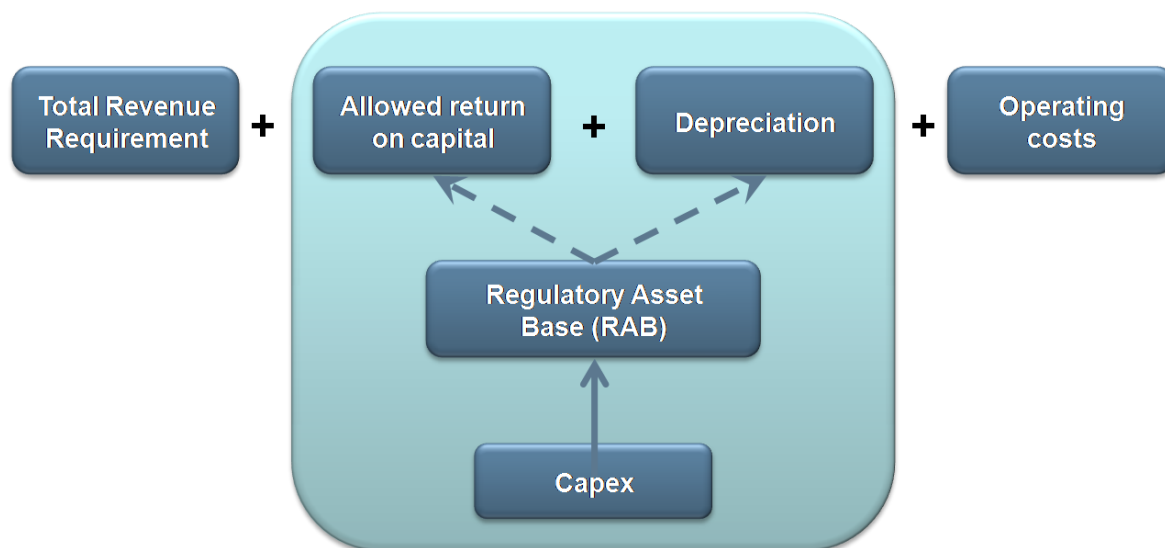 Total Revenue
Requirement
+
Allowed return
on capital
+
Depreciation
+
Operating
costs
Regulatory Asset
Base (RAB)
Capex